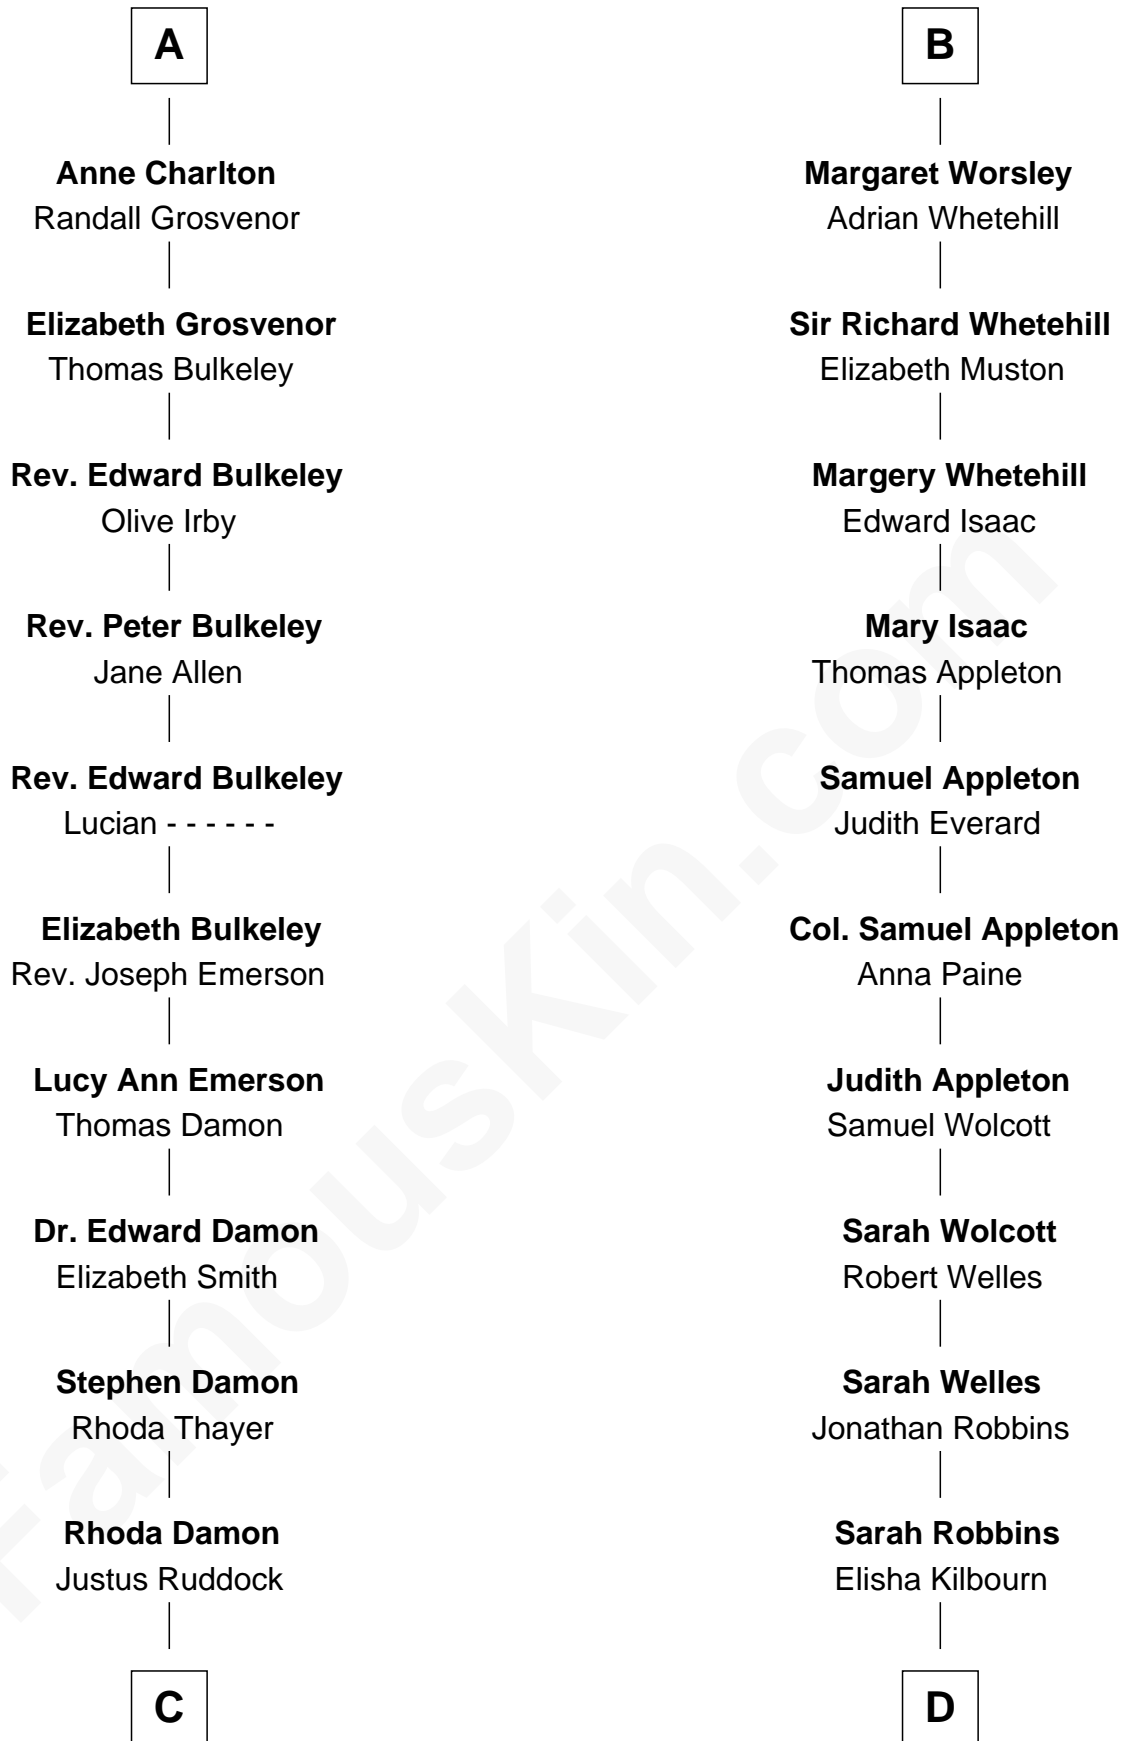 A
Anne Charlton
Randall Grosvenor
Elizabeth Grosvenor
Thomas Bulkeley
Rev. Edward Bulkeley
Olive Irby
Rev. Peter Bulkeley
Jane Allen
Rev. Edward Bulkeley
Lucian - - - - - -
Elizabeth Bulkeley
Rev. Joseph Emerson
Lucy Ann Emerson
Thomas Damon
Dr. Edward Damon
Elizabeth Smith
Stephen Damon
Rhoda Thayer
Rhoda Damon
Justus Ruddock
C
B
Margaret Worsley
Adrian Whetehill
Sir Richard Whetehill
Elizabeth Muston
Margery Whetehill
Edward Isaac
Mary Isaac
Thomas Appleton
Samuel Appleton
Judith Everard
Col. Samuel Appleton
Anna Paine
Judith Appleton
Samuel Wolcott
Sarah Wolcott
Robert Welles
Sarah Welles
Jonathan Robbins
Sarah Robbins
Elisha Kilbourn
D
FamousKin.com